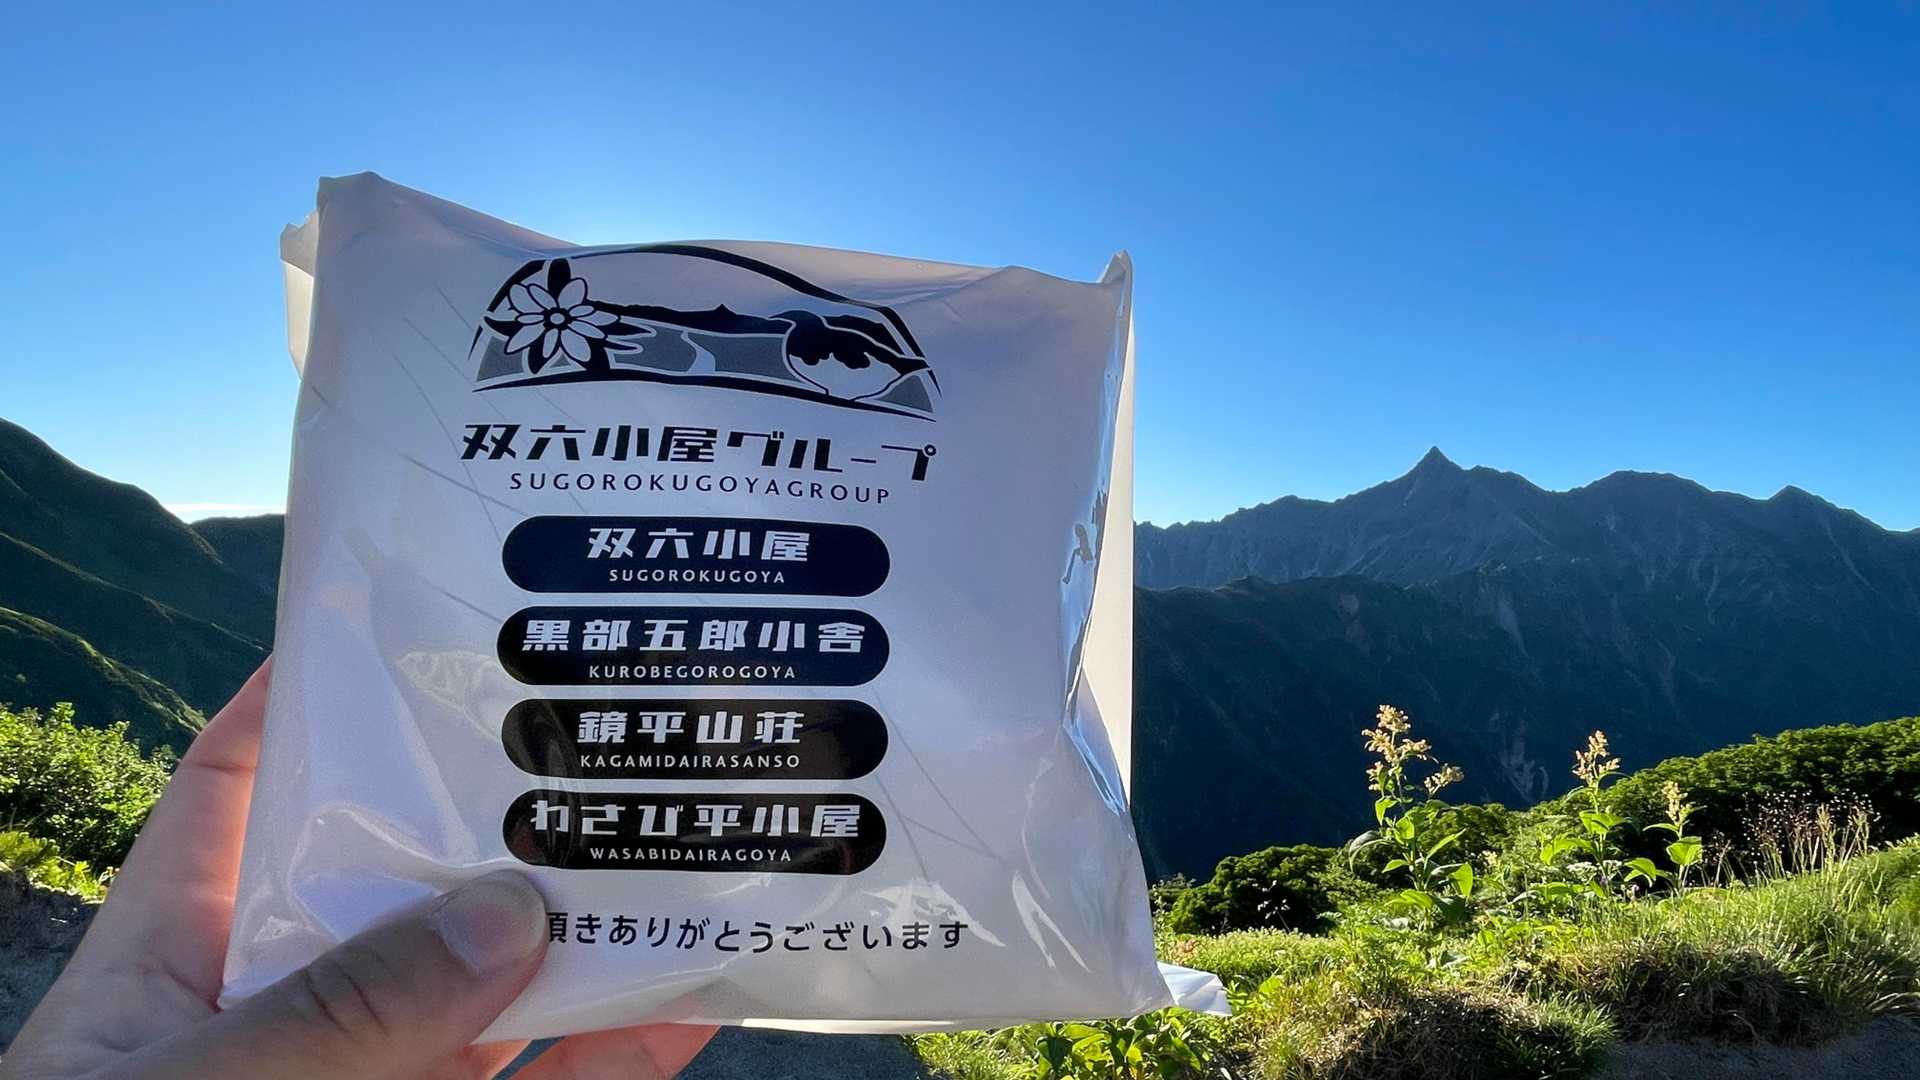 双六小屋グループ
SUGOROKUGOYAGROUP
双六小屋
SUGOROKUGOYA
黒部五郎小舎
KUROBEGOROGOYA
鏡平山荘
KAGAMIDAIRASANSO
わさび平小屋
WASABIDAIRAGOYA
頂きありがとうございます